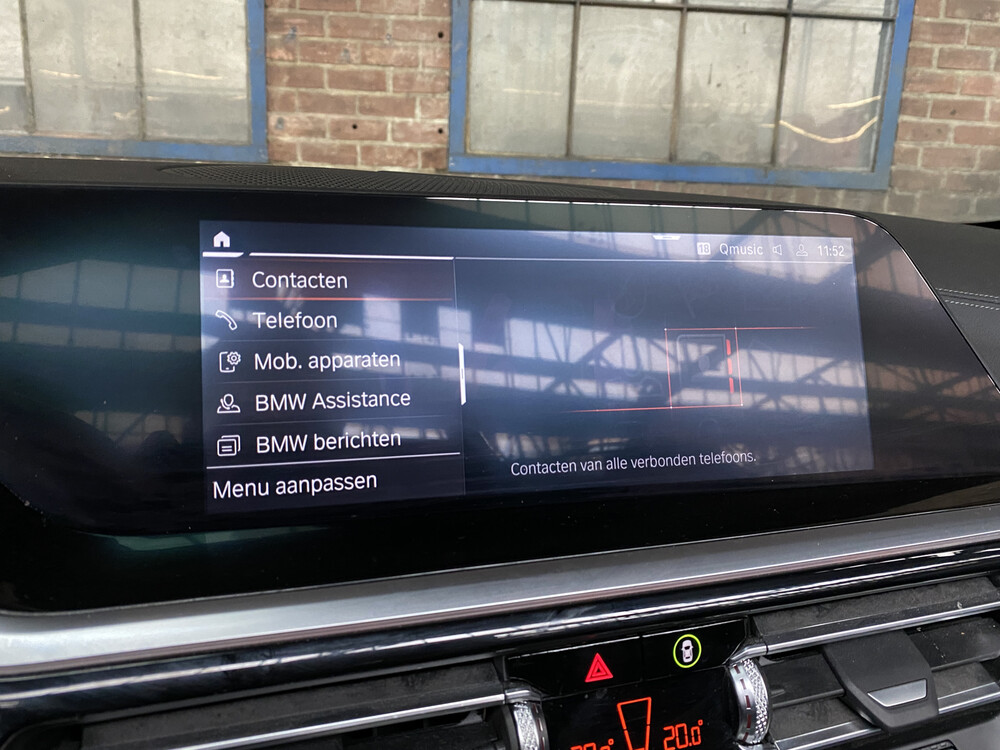 18 Qmusic 11:52
Contacten
Telefoon
Mob. apparaten
BMW Assistance
BMW berichten
Menu aanpassen
Contacten van alle verbonden telefoons.
20.0°